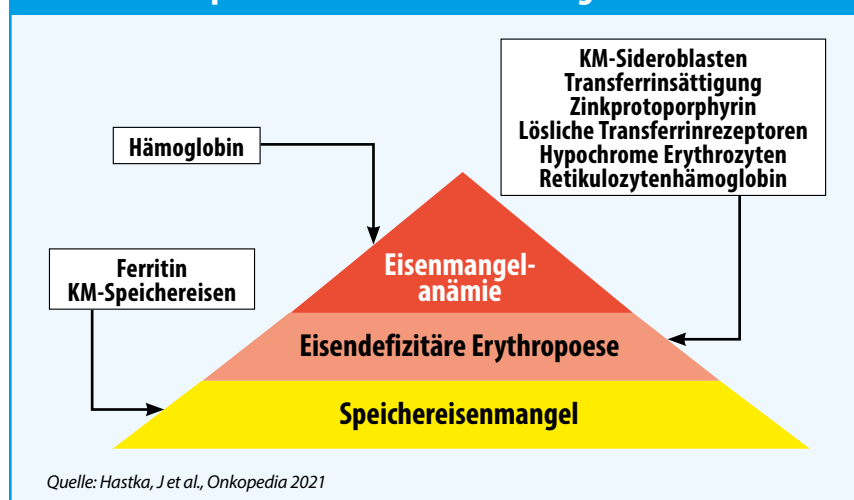 KM-Sideroblasten
Transferrinsättigung
Zinkprotoporphyrin
Lösliche Transferrinrezeptoren
Hypochrome Erythrozyten
Retikulozytenhämoglobin
Hämoglobin
Ferritin
KM-Speichereisen
Eisenmangel-
anämie
Eisendefizitäre Erythropoese
Speichereisenmangel
Quelle: Hastka, J et al., Onkopedia 2021